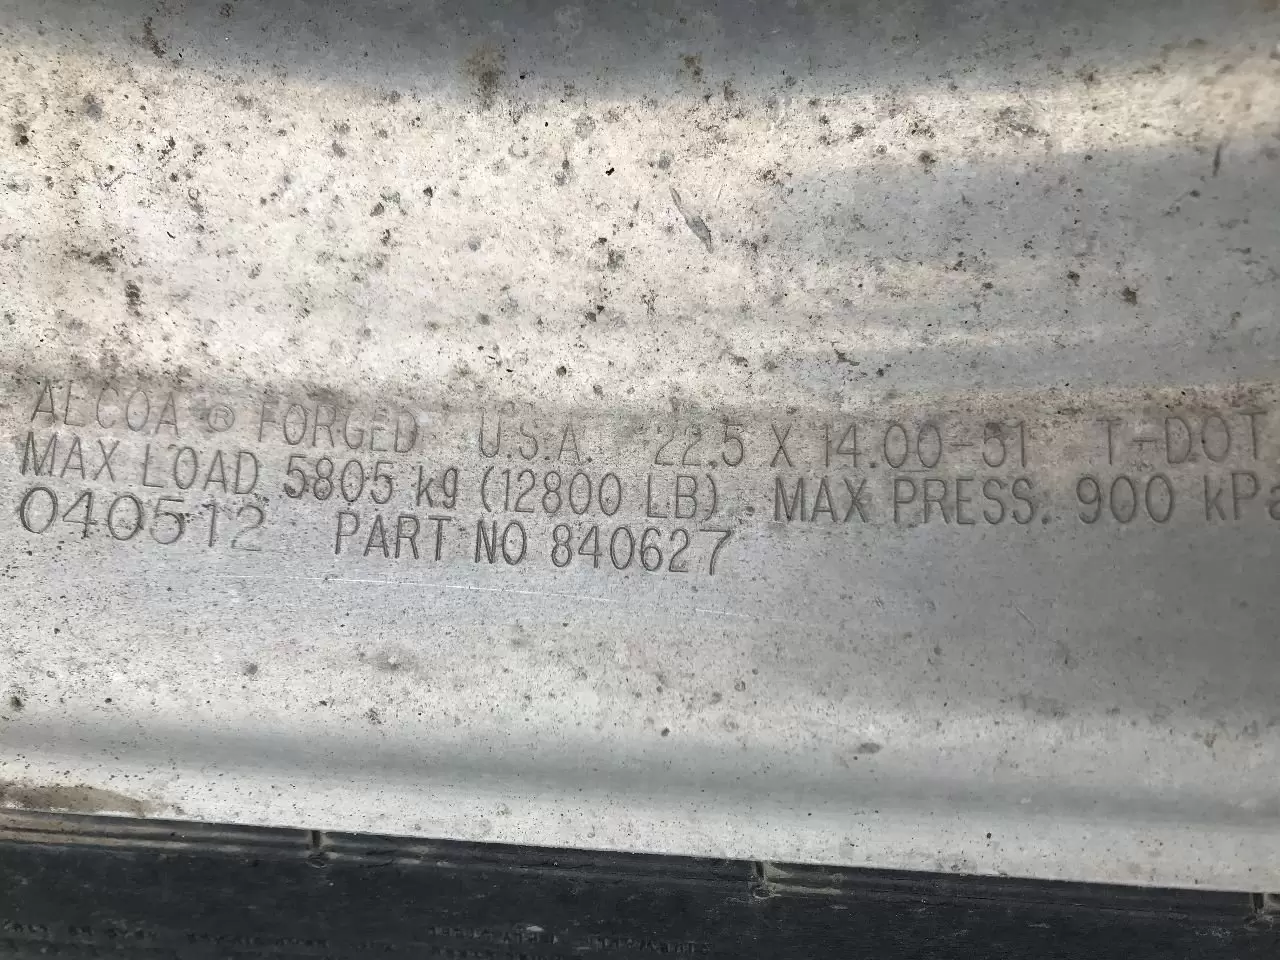 ALCOA ® FORGED U.S.A. 22.5 X 14.00-51 T-DOT
MAX LOAD 5805 kg (12800 LB) MAX PRESS. 900 kPa
040512 PART NO 840627